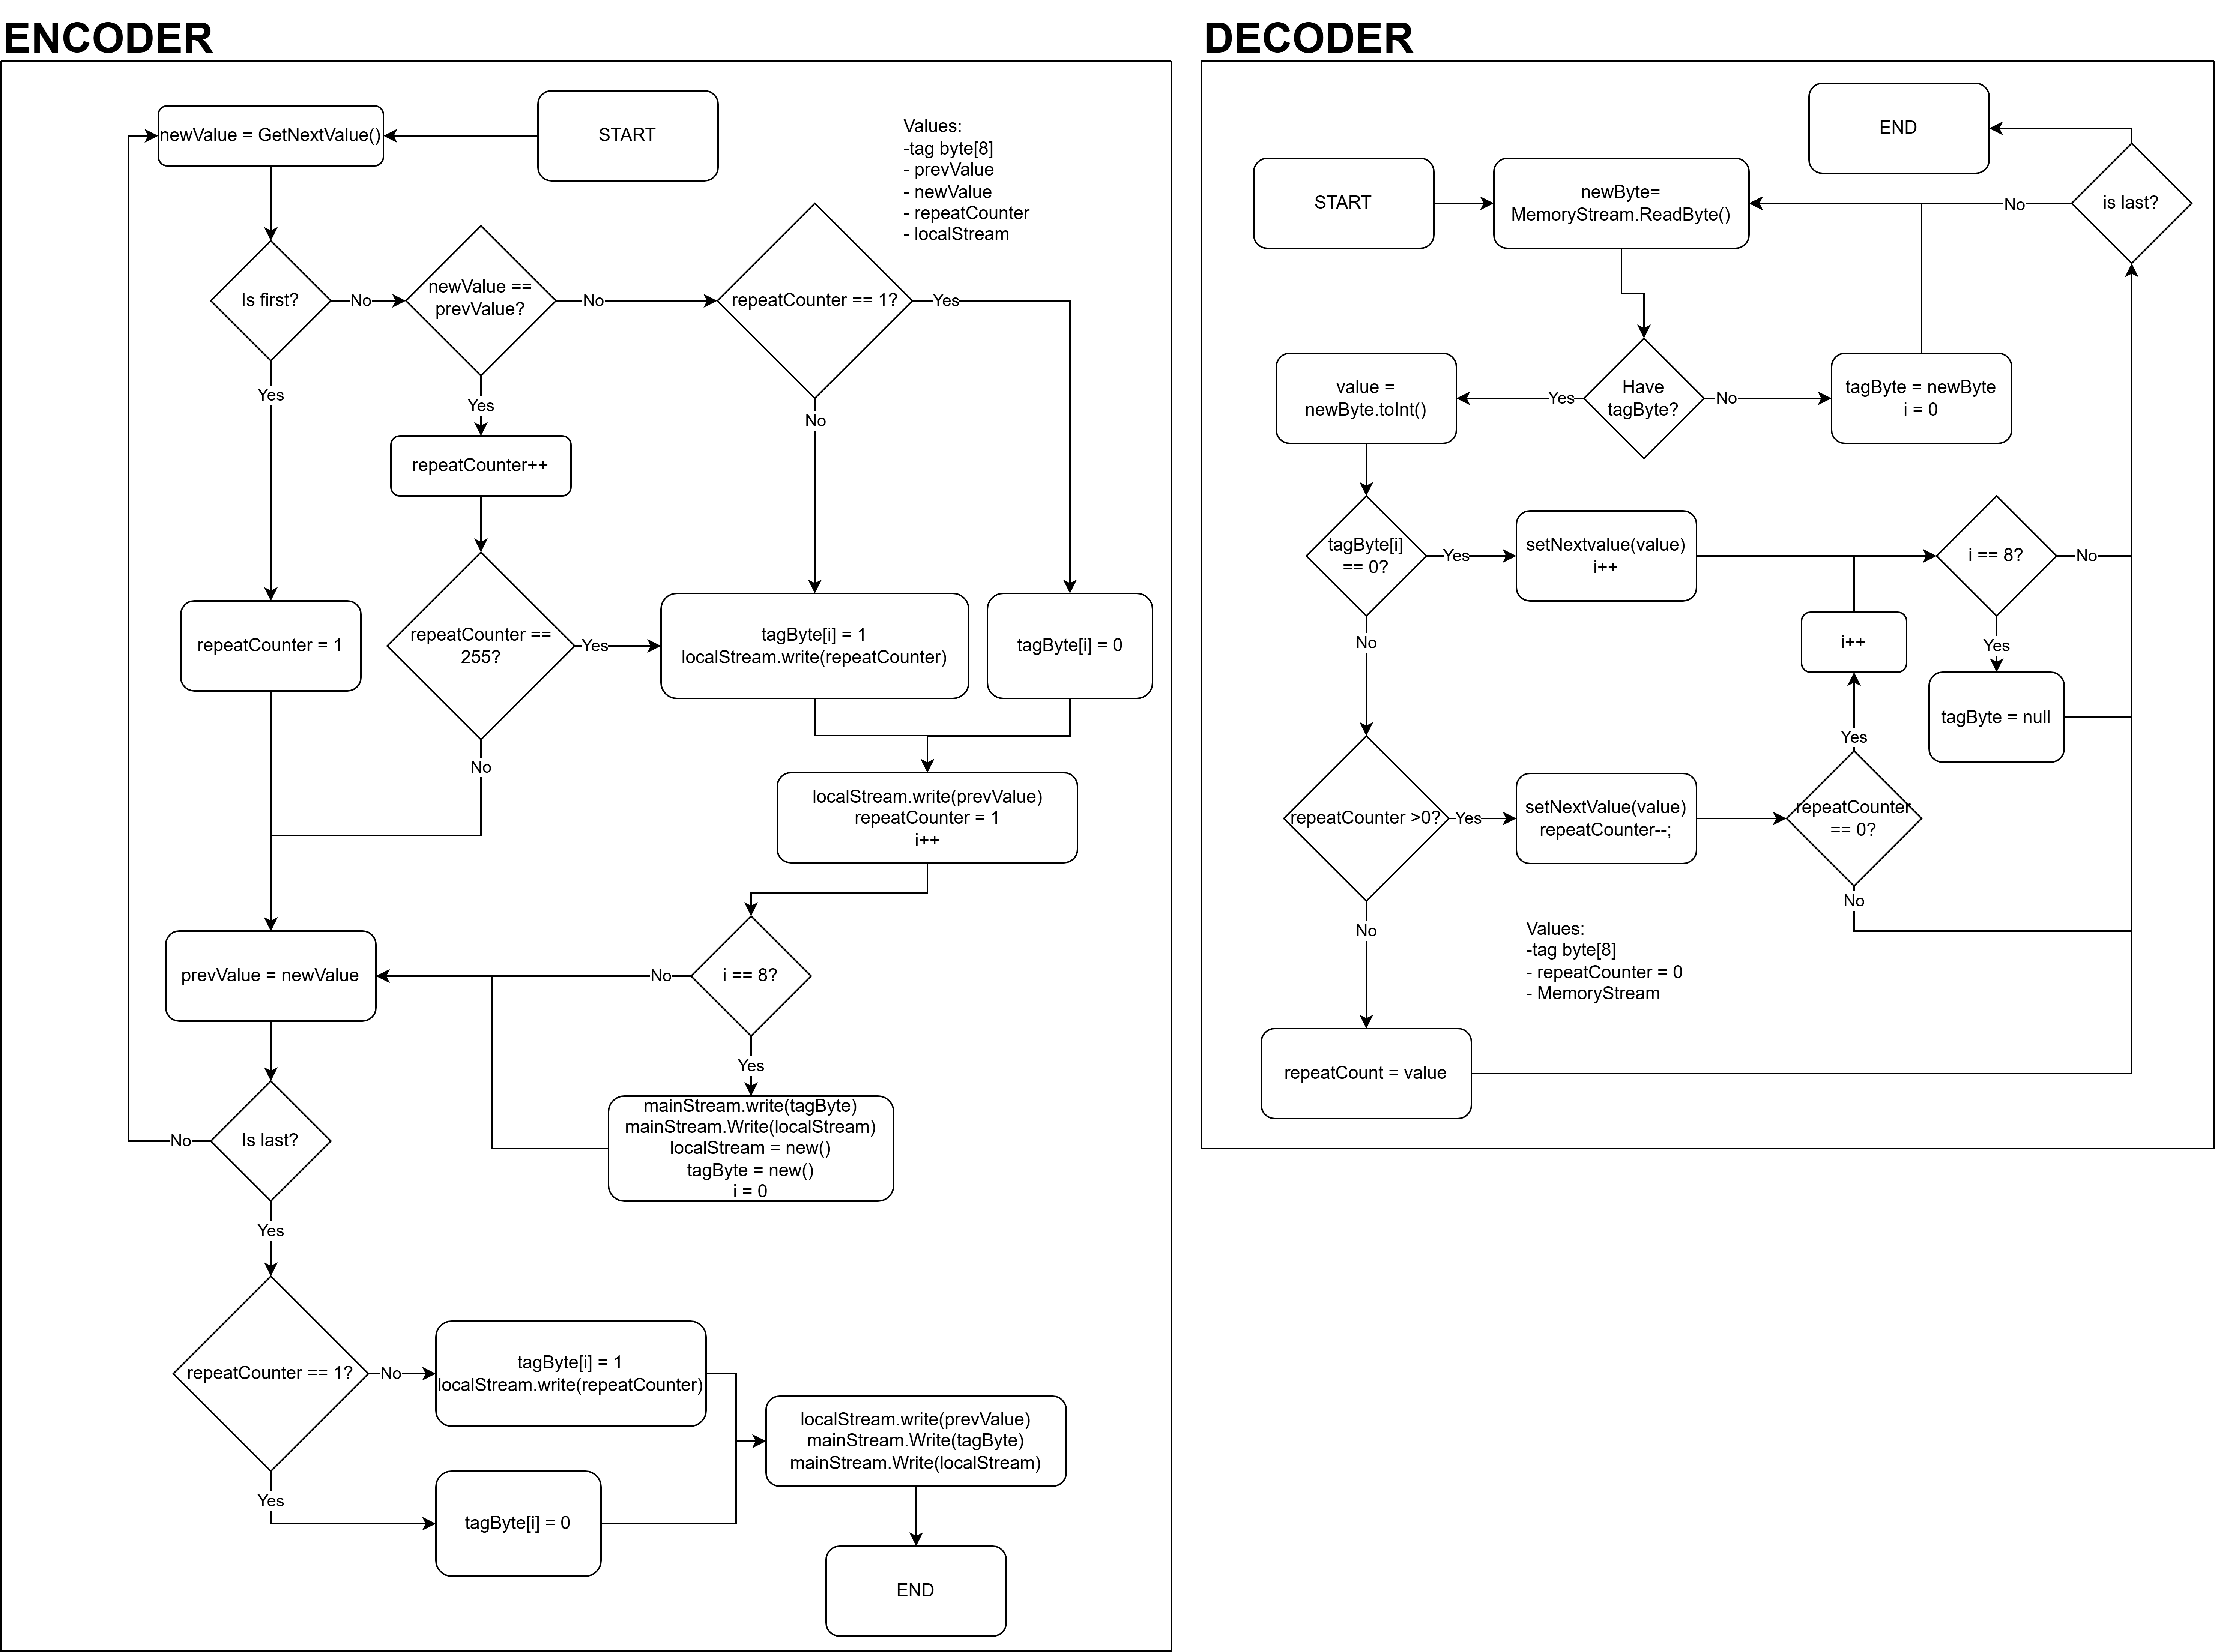 ENCODER
newValue = GetNextValue()
START
Values:
-tag byte[8]
- prevValue
- newValue
- repeatCounter
- localStream
Is first?
No
newValue ==
prevValue?
No
repeatCounter == 1?
Yes
Yes
Yes
No
repeatCounter++
repeatCounter = 1
repeatCounter ==
255?
Yes
tagByte[i] = 1
localStream.write(repeatCounter)
tagByte[i] = 0
No
localStream.write(prevValue)
repeatCounter = 1
i++
prevValue = newValue
No
i == 8?
Yes
mainStream.write(tagByte)
mainStream.Write(localStream)
localStream = new()
tagByte = new()
i = 0
No
Is last?
Yes
repeatCounter == 1?
No
tagByte[i] = 1
localStream.write(repeatCounter)
localStream.write(prevValue)
mainStream.Write(tagByte)
mainStream.Write(localStream)
Yes
tagByte[i] = 0
END
DECODER
END
START
newByte=
MemoryStream.ReadByte()
No
is last?
value =
newByte.toInt()
Yes
Have
tagByte?
No
tagByte = newByte
i = 0
tagByte[i]
== 0?
Yes
setNextvalue(value)
i++
i == 8?
No
No
i++
Yes
tagByte = null
Yes
repeatCounter >0?
Yes
setNextValue(value)
repeatCounter--;
repeatCounter
== 0?
No
No
Values:
-tag byte[8]
- repeatCounter = 0
- MemoryStream
repeatCount = value